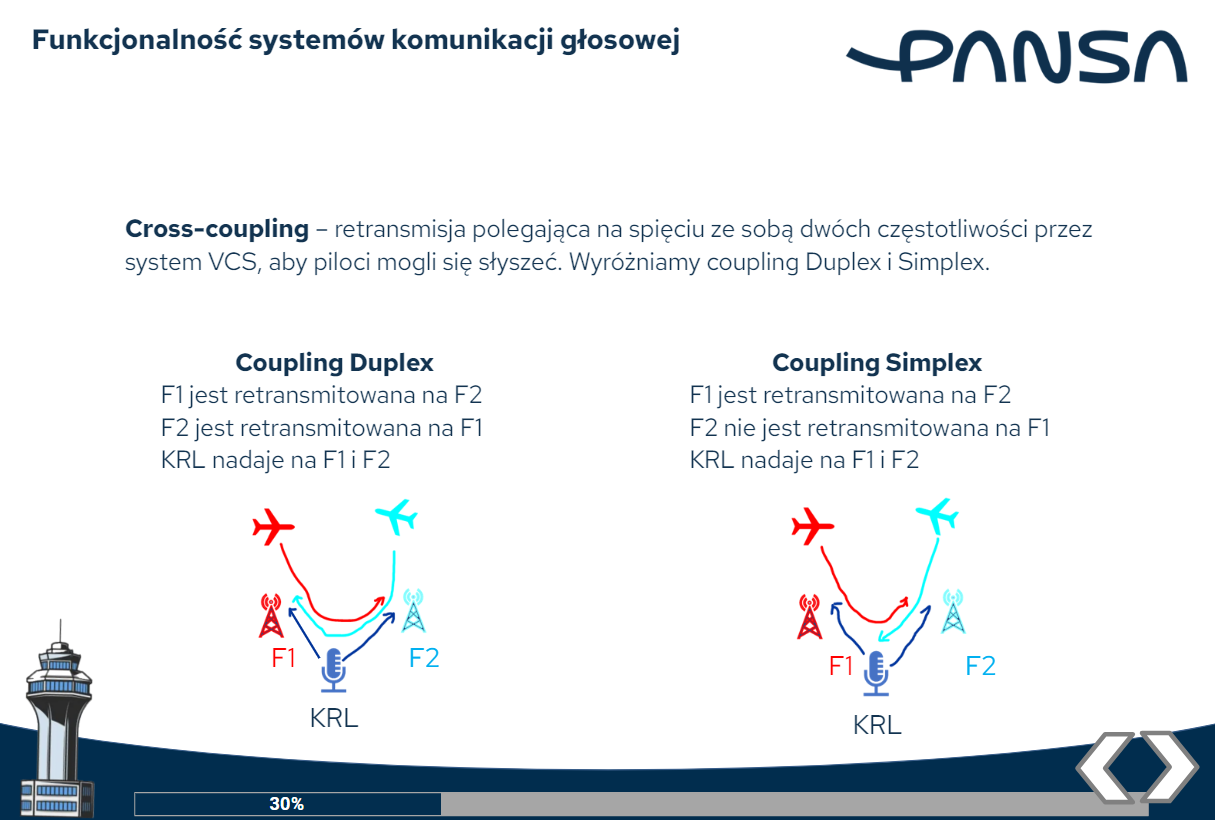 Funkcjonalność systemów komunikacji głosowej
PANSA
Cross-coupling – retransmisja polegająca na spięciu ze sobą dwóch częstotliwości przez
system VCS, aby piloci mogli się słyszeć. Wyróżniamy coupling Duplex i Simplex.
Coupling Duplex
F1 jest retransmitowana na F2
F2 jest retransmitowana na F1
KRL nadaje na F1 i F2
F1
F2
KRL
Coupling Simplex
F1 jest retransmitowana na F2
F2 nie jest retransmitowana na F1
KRL nadaje na F1 i F2
F1
F2
KRL
30%